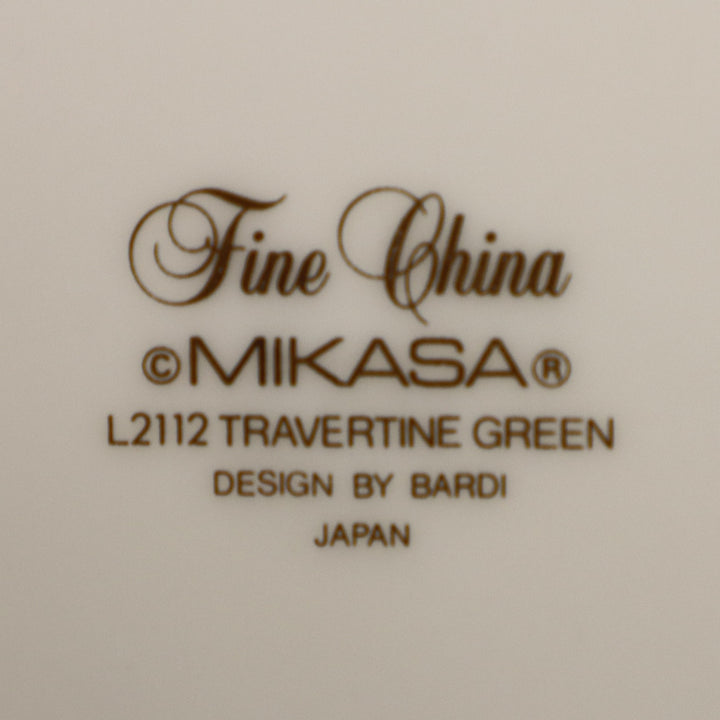 Fine China
©MIKASA®
L2112 TRAVERTINE GREEN
DESIGN BY BARDI
JAPAN